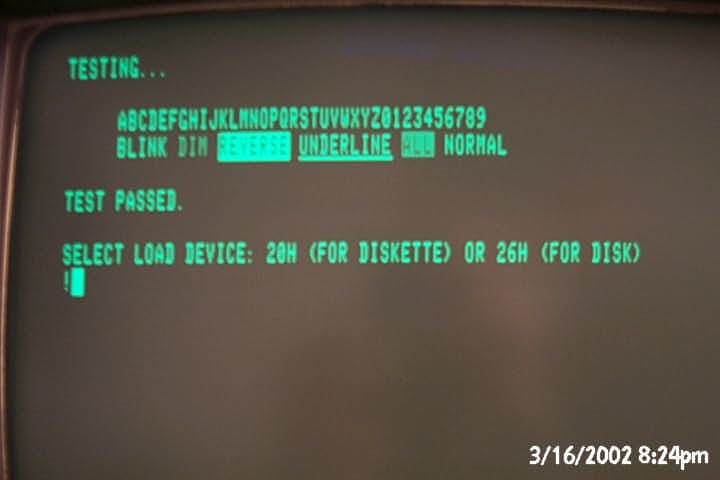 TESTING...
ABCDEFGHIJKLMNOPQRSTUVWXYZ0123456789
BLINK DIM REVERSE UNDERLINE ALL NORMAL
TEST PASSED.
SELECT LOAD DEVICE: 20H (FOR DISKETTE) OR 26H (FOR DISK)
!
3/16/2002 8:24pm